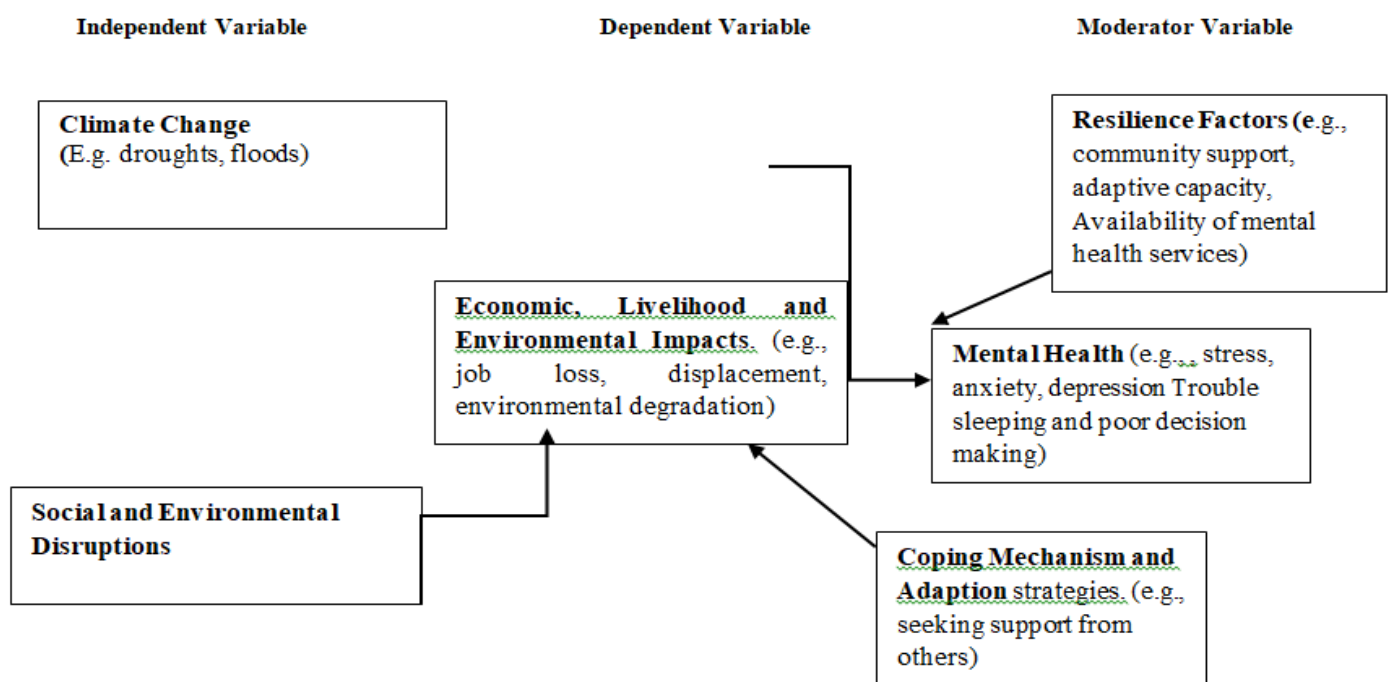 Independent Variable
Dependent Variable
Moderator Variable
Climate Change
(E.g. droughts, floods)
Resilience Factors (e.g.,
community support,
adaptive capacity,
Availability of mental
health services)
Economic, Livelihood and
Environmental Impacts. (e.g.,
job loss, displacement,
environmental degradation)
Mental Health (e.g.,, stress,
anxiety, depression Trouble
sleeping and poor decision
making)
Social and Environmental
Disruptions
Coping Mechanism and
Adaption strategies. (e.g.,
seeking support from
others)